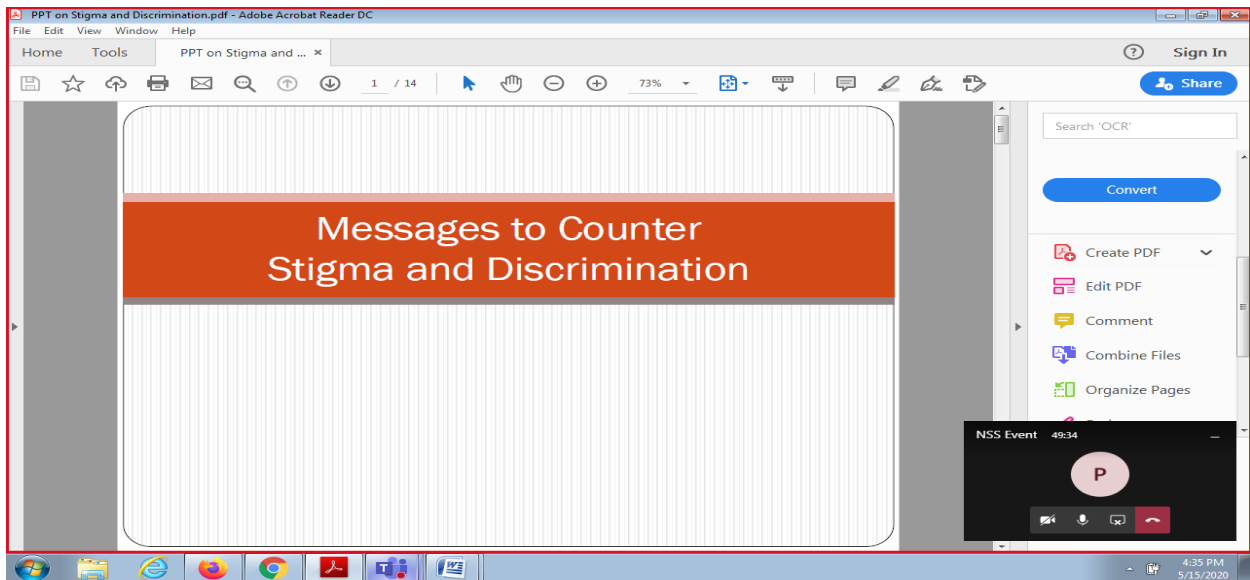 PPT on Stigma and Discrimination.pdf - Adobe Acrobat Reader DC
File Edit View Window Help
Home Tools PPT on Stigma and ... × ? Sign In
1 / 14 73% Share
Search 'OCR'
Convert
Messages to Counter
Stigma and Discrimination
Create PDF
Edit PDF
Comment
Combine Files
Organize Pages
NSS Event 49:34
P
4:35 PM
5/15/2020